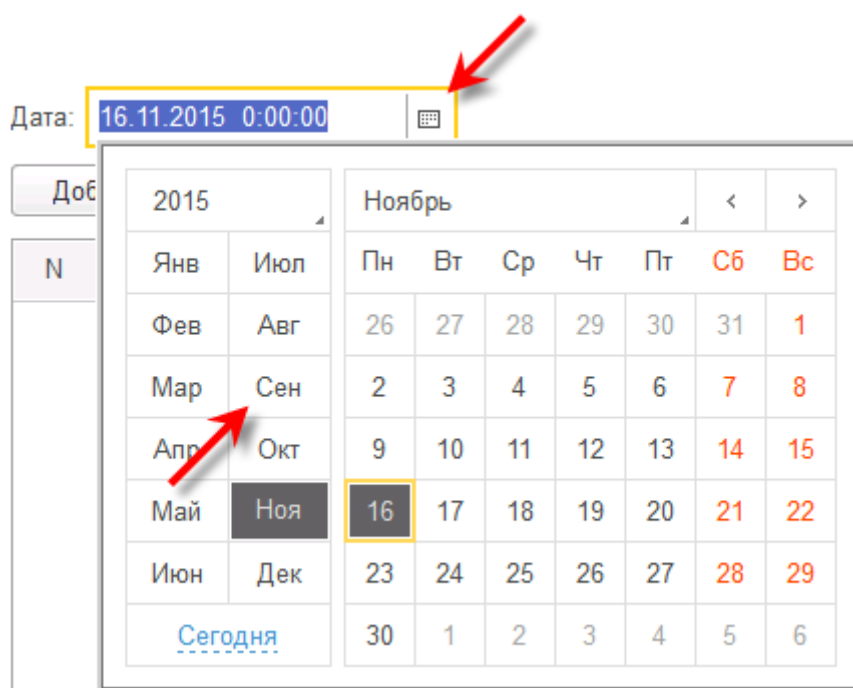 Дата: 16.11.2015 0:00:00
Доб
2015 Ноябрь < >
N Янв Июл Пн Вт Ср Чт Пт Сб Вс
Фев Авг 26 27 28 29 30 31 1
Мар Сен 2 3 4 5 6 7 8
Апр Окт 9 10 11 12 13 14 15
Май Ноя 16 17 18 19 20 21 22
Июн Дек 23 24 25 26 27 28 29
Сегодня 30 1 2 3 4 5 6